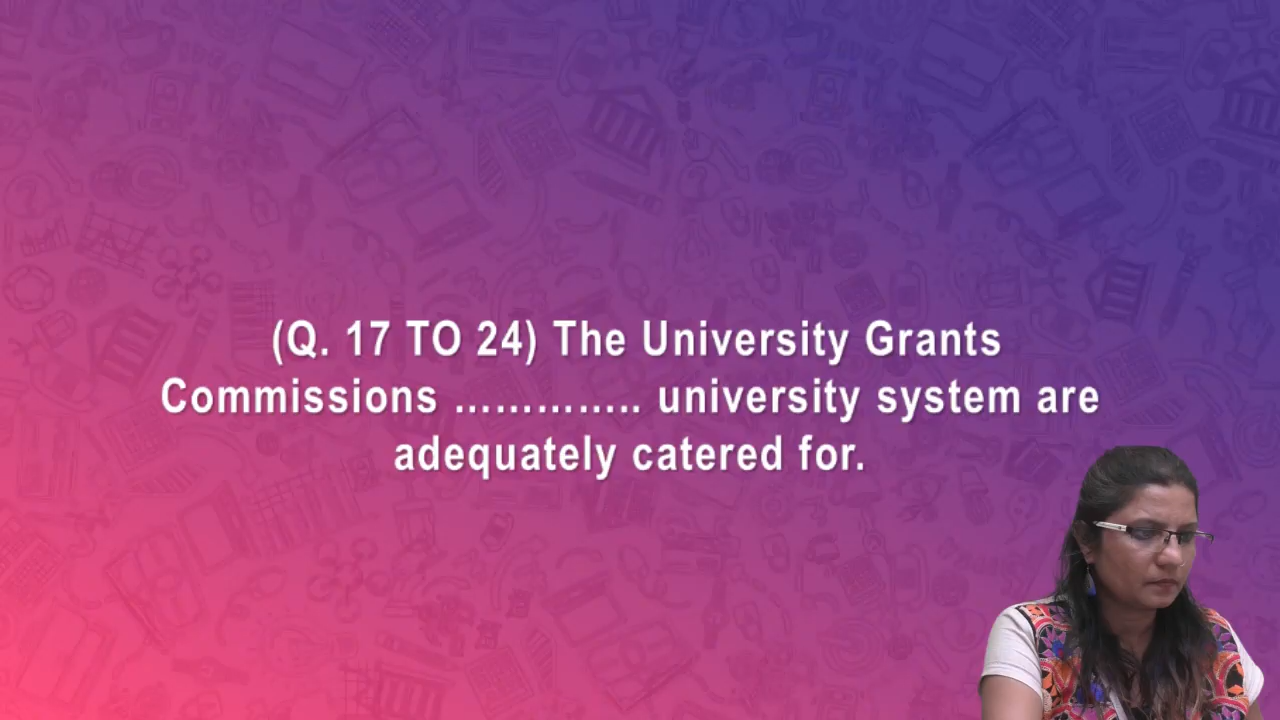 (Q. 17 TO 24) The University Grants
Commissions ………….. university system are
adequately catered for.